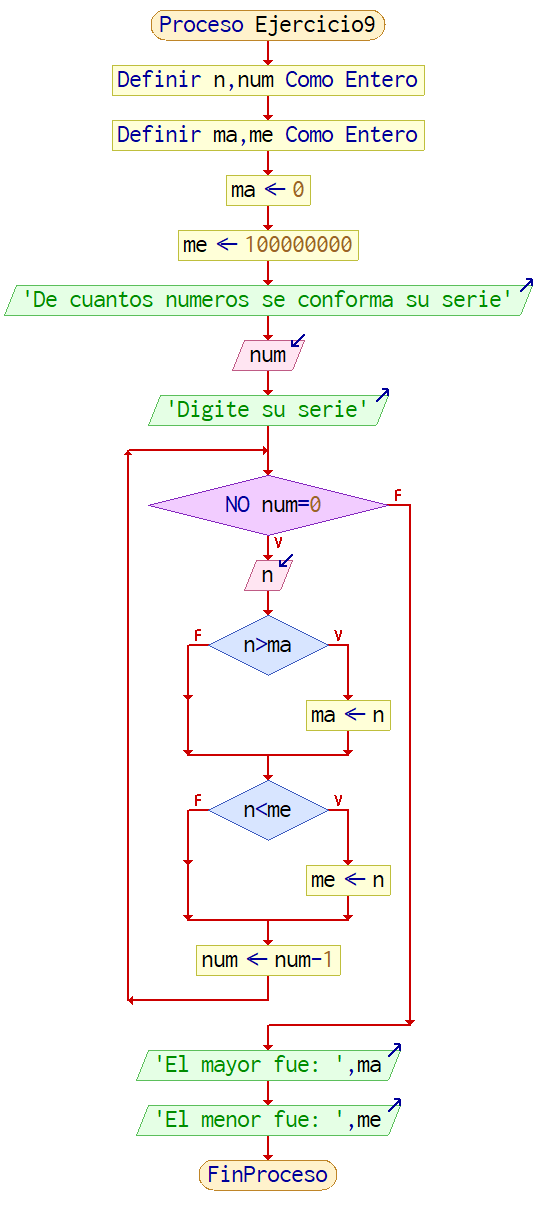 Proceso Ejercicio9
Definir n,num Como Entero
Definir ma,me Como Entero
ma ← 0
me ← 100000000
'De cuantos numeros se conforma su serie'
num
'Digite su serie'
NO num=0
F
V
n
F
n>ma
V
ma ← n
F
n<me
V
me ← n
num ← num-1
'El mayor fue: ',ma
'El menor fue: ',me
FinProceso